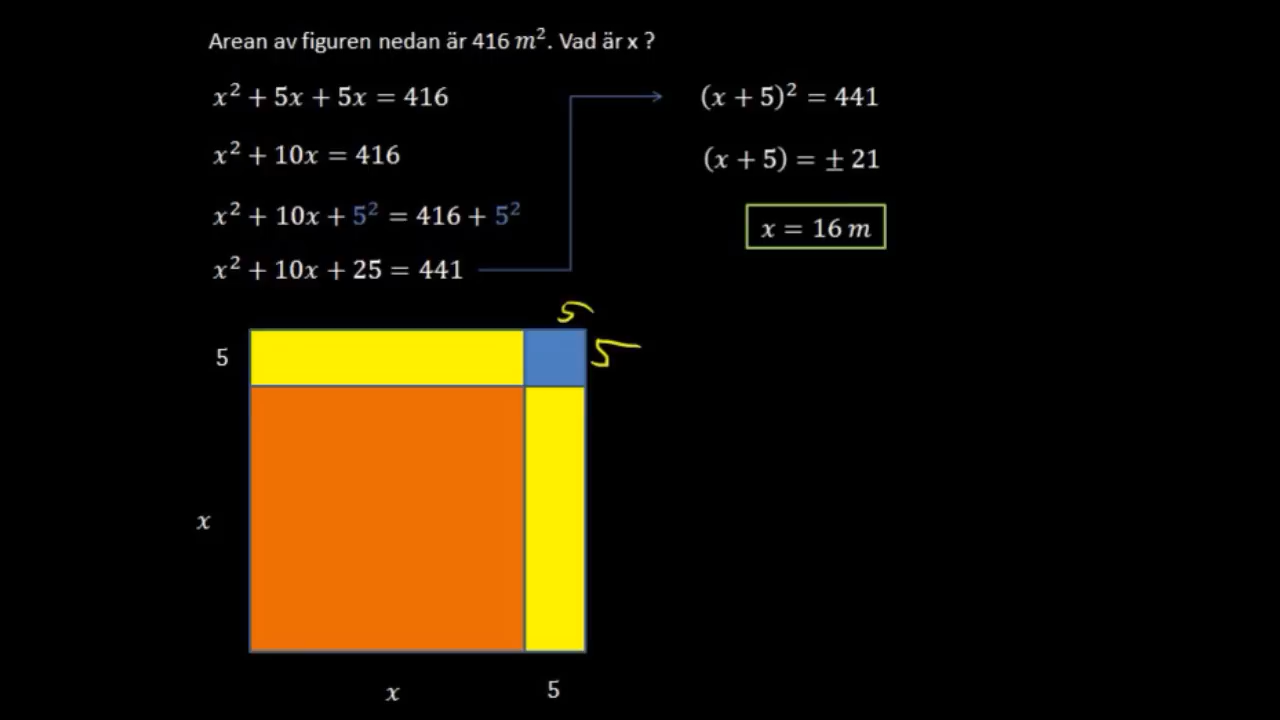 Arean av figuren nedan är 416 m². Vad är x ?
x² + 5x + 5x = 416
x² + 10x = 416
x² + 10x + 5² = 416 + 5²
x² + 10x + 25 = 441
(x + 5)² = 441
(x + 5) = ± 21
x = 16 m
5
5
5
x
x
5